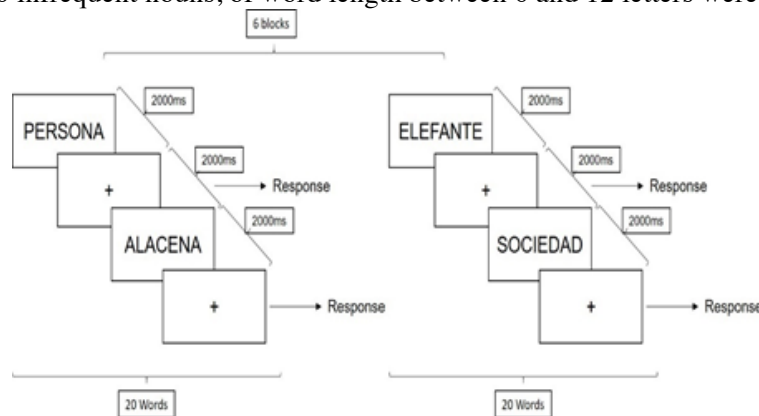 infrequent nouns, of word length between 6 and 12 letters were
6 blocks
2000ms
PERSONA
2000ms
+
Response
2000ms
ALACENA
+
Response
20 Words
2000ms
ELEFANTE
2000ms
+
Response
2000ms
SOCIEDAD
+
Response
20 Words